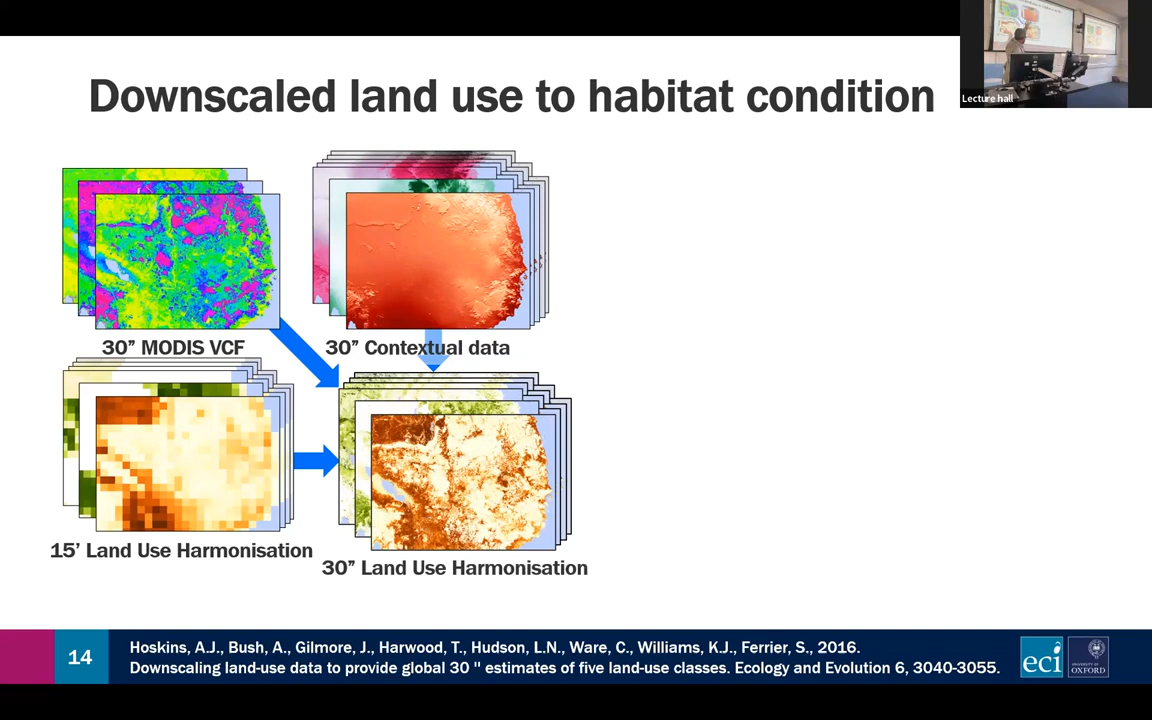 Downscaled land use to habitat condition
Lecture hall
30” MODIS VCF
30” Contextual data
15’ Land Use Harmonisation
30” Land Use Harmonisation
14
Hoskins, A.J., Bush, A., Gilmore, J., Harwood, T., Hudson, L.N., Ware, C., Williams, K.J., Ferrier, S., 2016.
Downscaling land-use data to provide global 30 " estimates of five land-use classes. Ecology and Evolution 6, 3040-3055.
eci
UNIVERSITY OF
OXFORD